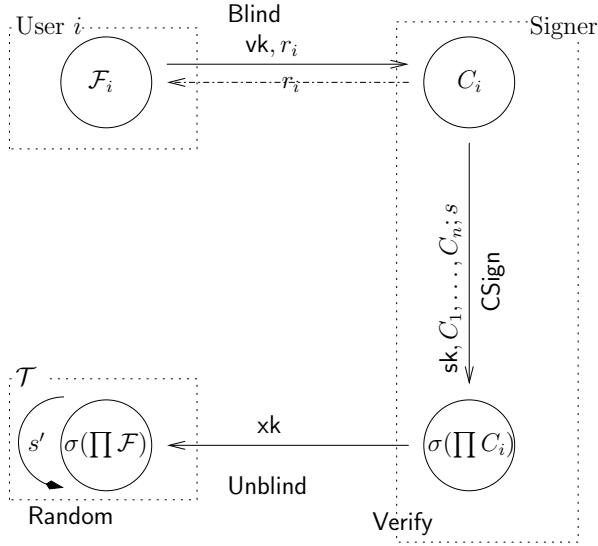 User i
Blind
Signer
vk, r_i
r_i
ℱ_i
C_i
sk, C_1, . . . , C_n; s
CSign
𝒯
s′
σ(∏ ℱ)
xk
σ(∏ C_i)
Unblind
Random
Verify